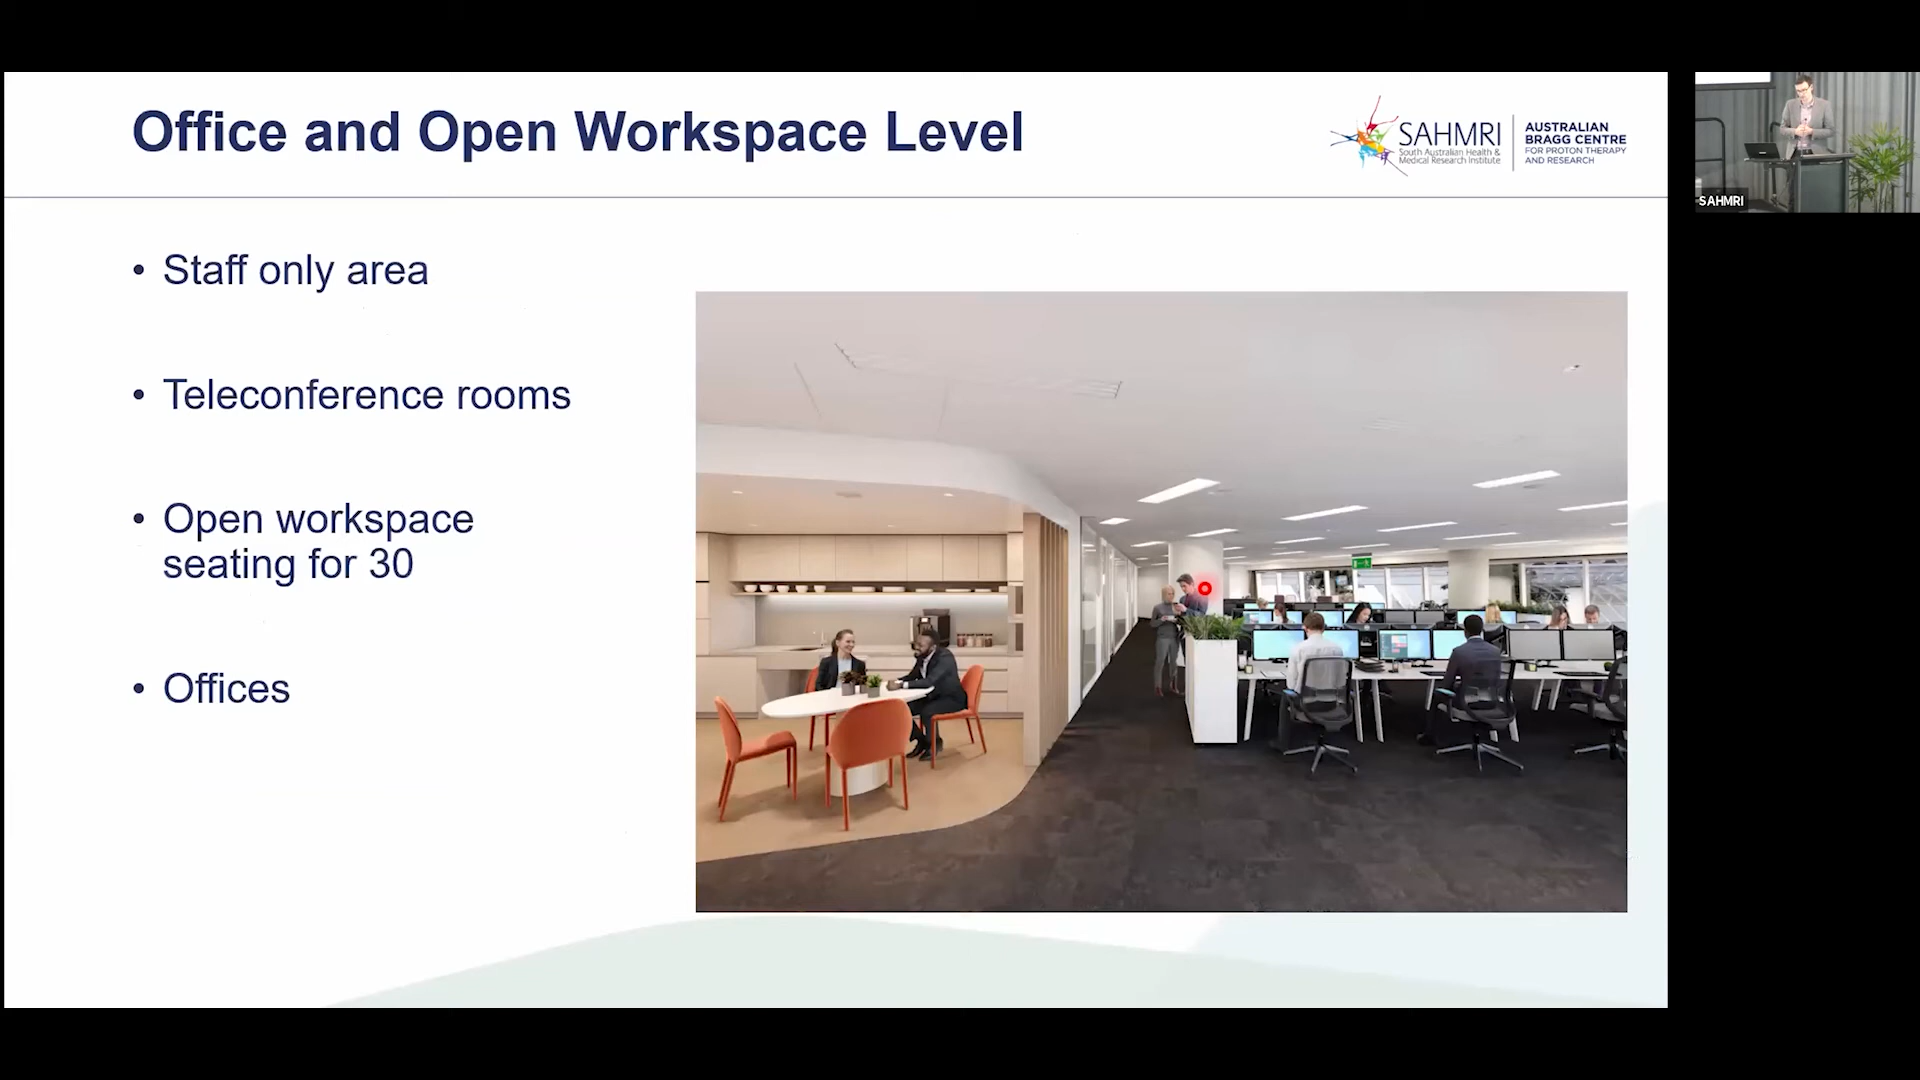 Office and Open Workspace Level
SAHMRI
South Australian Health &
Medical Research Institute
AUSTRALIAN
BRAGG CENTRE
FOR PROTON THERAPY
AND RESEARCH
SAHMRI
• Staff only area
• Teleconference rooms
• Open workspace
seating for 30
• Offices